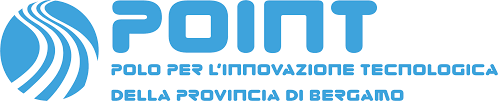 POINT
POLO PER L'INNOVAZIONE TECNOLOGICA
DELLA PROVINCIA DI BERGAMO